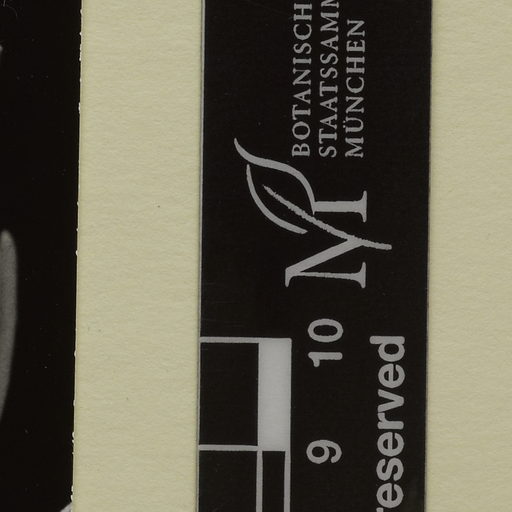 BOTANISCH
STAATSSAMM
MÜNCHEN
M
9 10
reserved